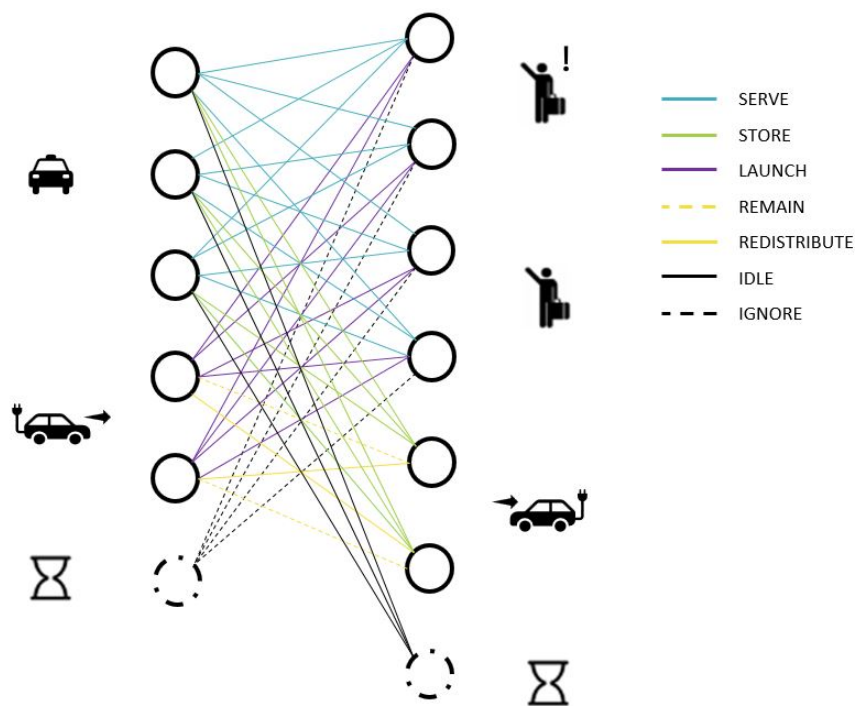 !
SERVE
STORE
LAUNCH
REMAIN
REDISTRIBUTE
IDLE
IGNORE